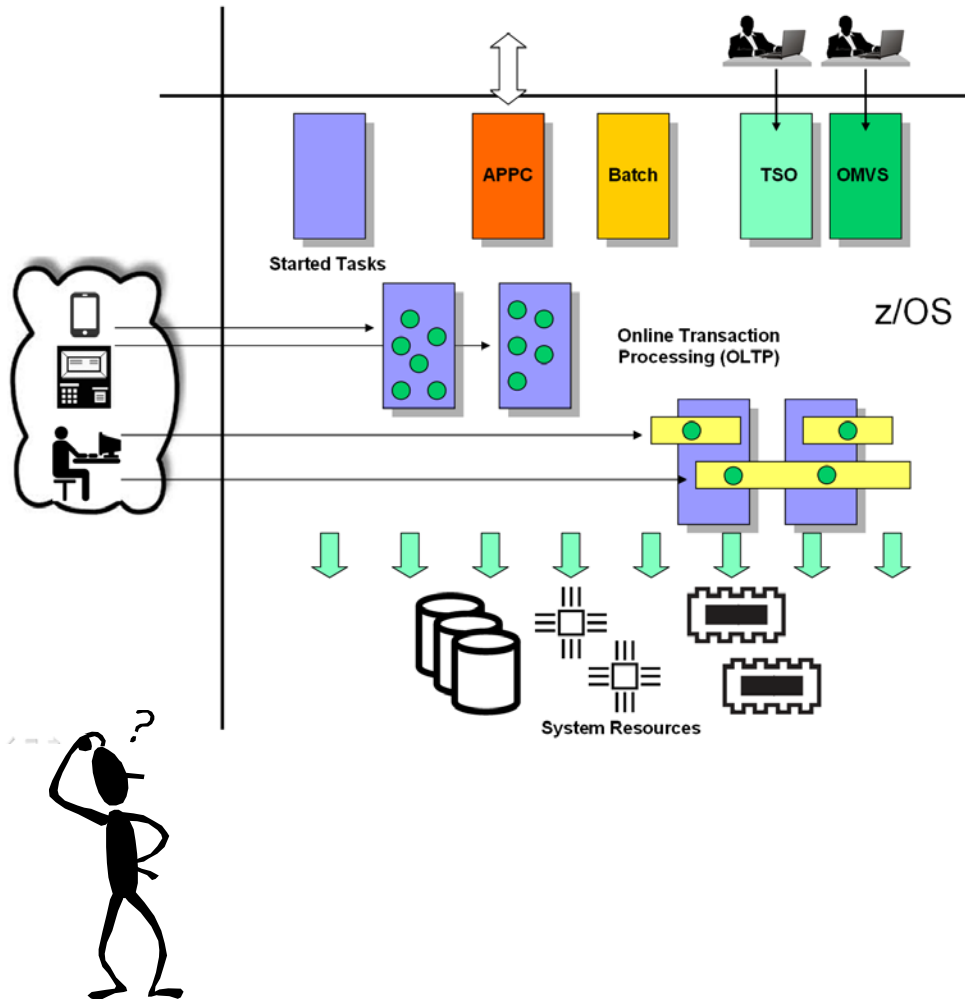 APPC
Batch
TSO
OMVS
Started Tasks
z/OS
Online Transaction
Processing (OLTP)
System Resources
?